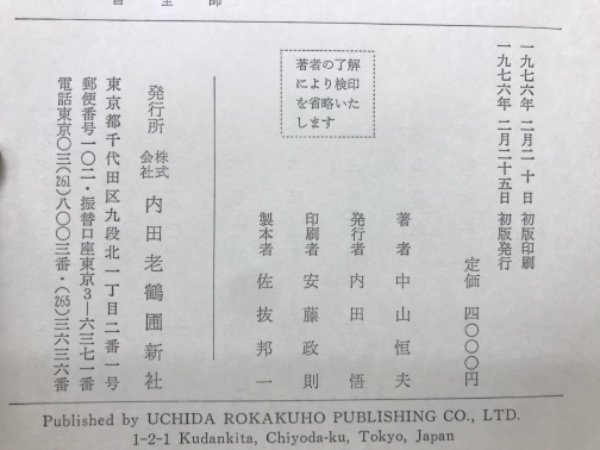 一九七六年 二月二十日 初版印刷
一九七六年 二月二十五日 初版発行
定価 四〇〇〇円
著者 中山恒夫
発行者 内田悟
印刷者 安藤政則
製本者 佐抜邦一
著者の了解
により検印
を省略いた
します
発行所 株式会社 内田老鶴圃新社
東京都千代田区九段北一丁目二番一号
郵便番号一〇二・振替口座東京3―六三七一番
電話東京〇三(261)八〇〇三番・(265)三六三六番
Published by UCHIDA ROKAKUHO PUBLISHING CO., LTD.
1-2-1 Kudankita, Chiyoda-ku, Tokyo, Japan